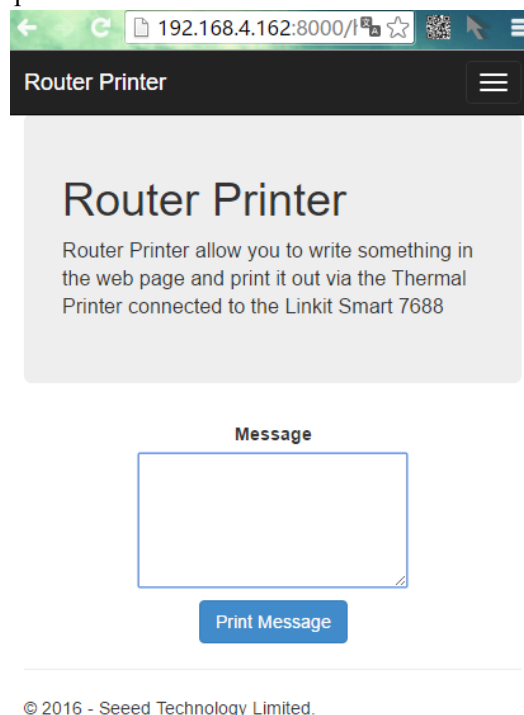 192.168.4.162:8000/
Router Printer
Router Printer
Router Printer allow you to write something in
the web page and print it out via the Thermal
Printer connected to the Linkit Smart 7688
Message
Print Message
© 2016 - Seeed Technology Limited.